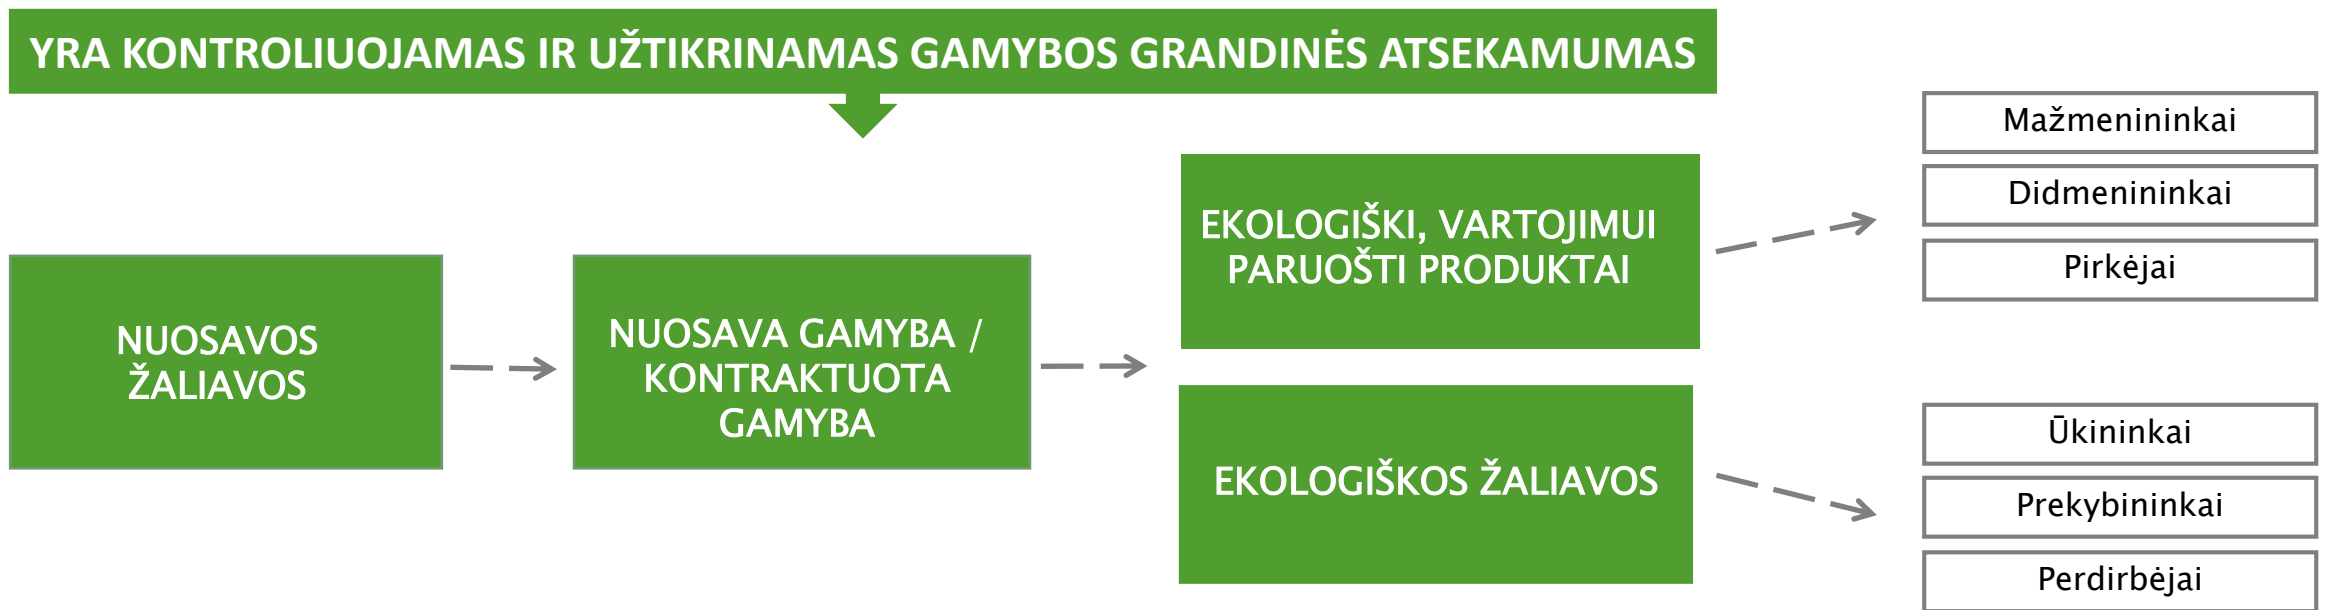 YRA KONTROLIUOJAMAS IR UŽTIKRINAMAS GAMYBOS GRANDINĖS ATSEKAMUMAS
NUOSAVOS
ŽALIAVOS
NUOSAVA GAMYBA /
KONTRAKTUOTA
GAMYBA
EKOLOGIŠKI, VARTOJIMUI
PARUOŠTI PRODUKTAI
EKOLOGIŠKOS ŽALIAVOS
Mažmenininkai
Didmenininkai
Pirkėjai
Ūkininkai
Prekybininkai
Perdirbėjai